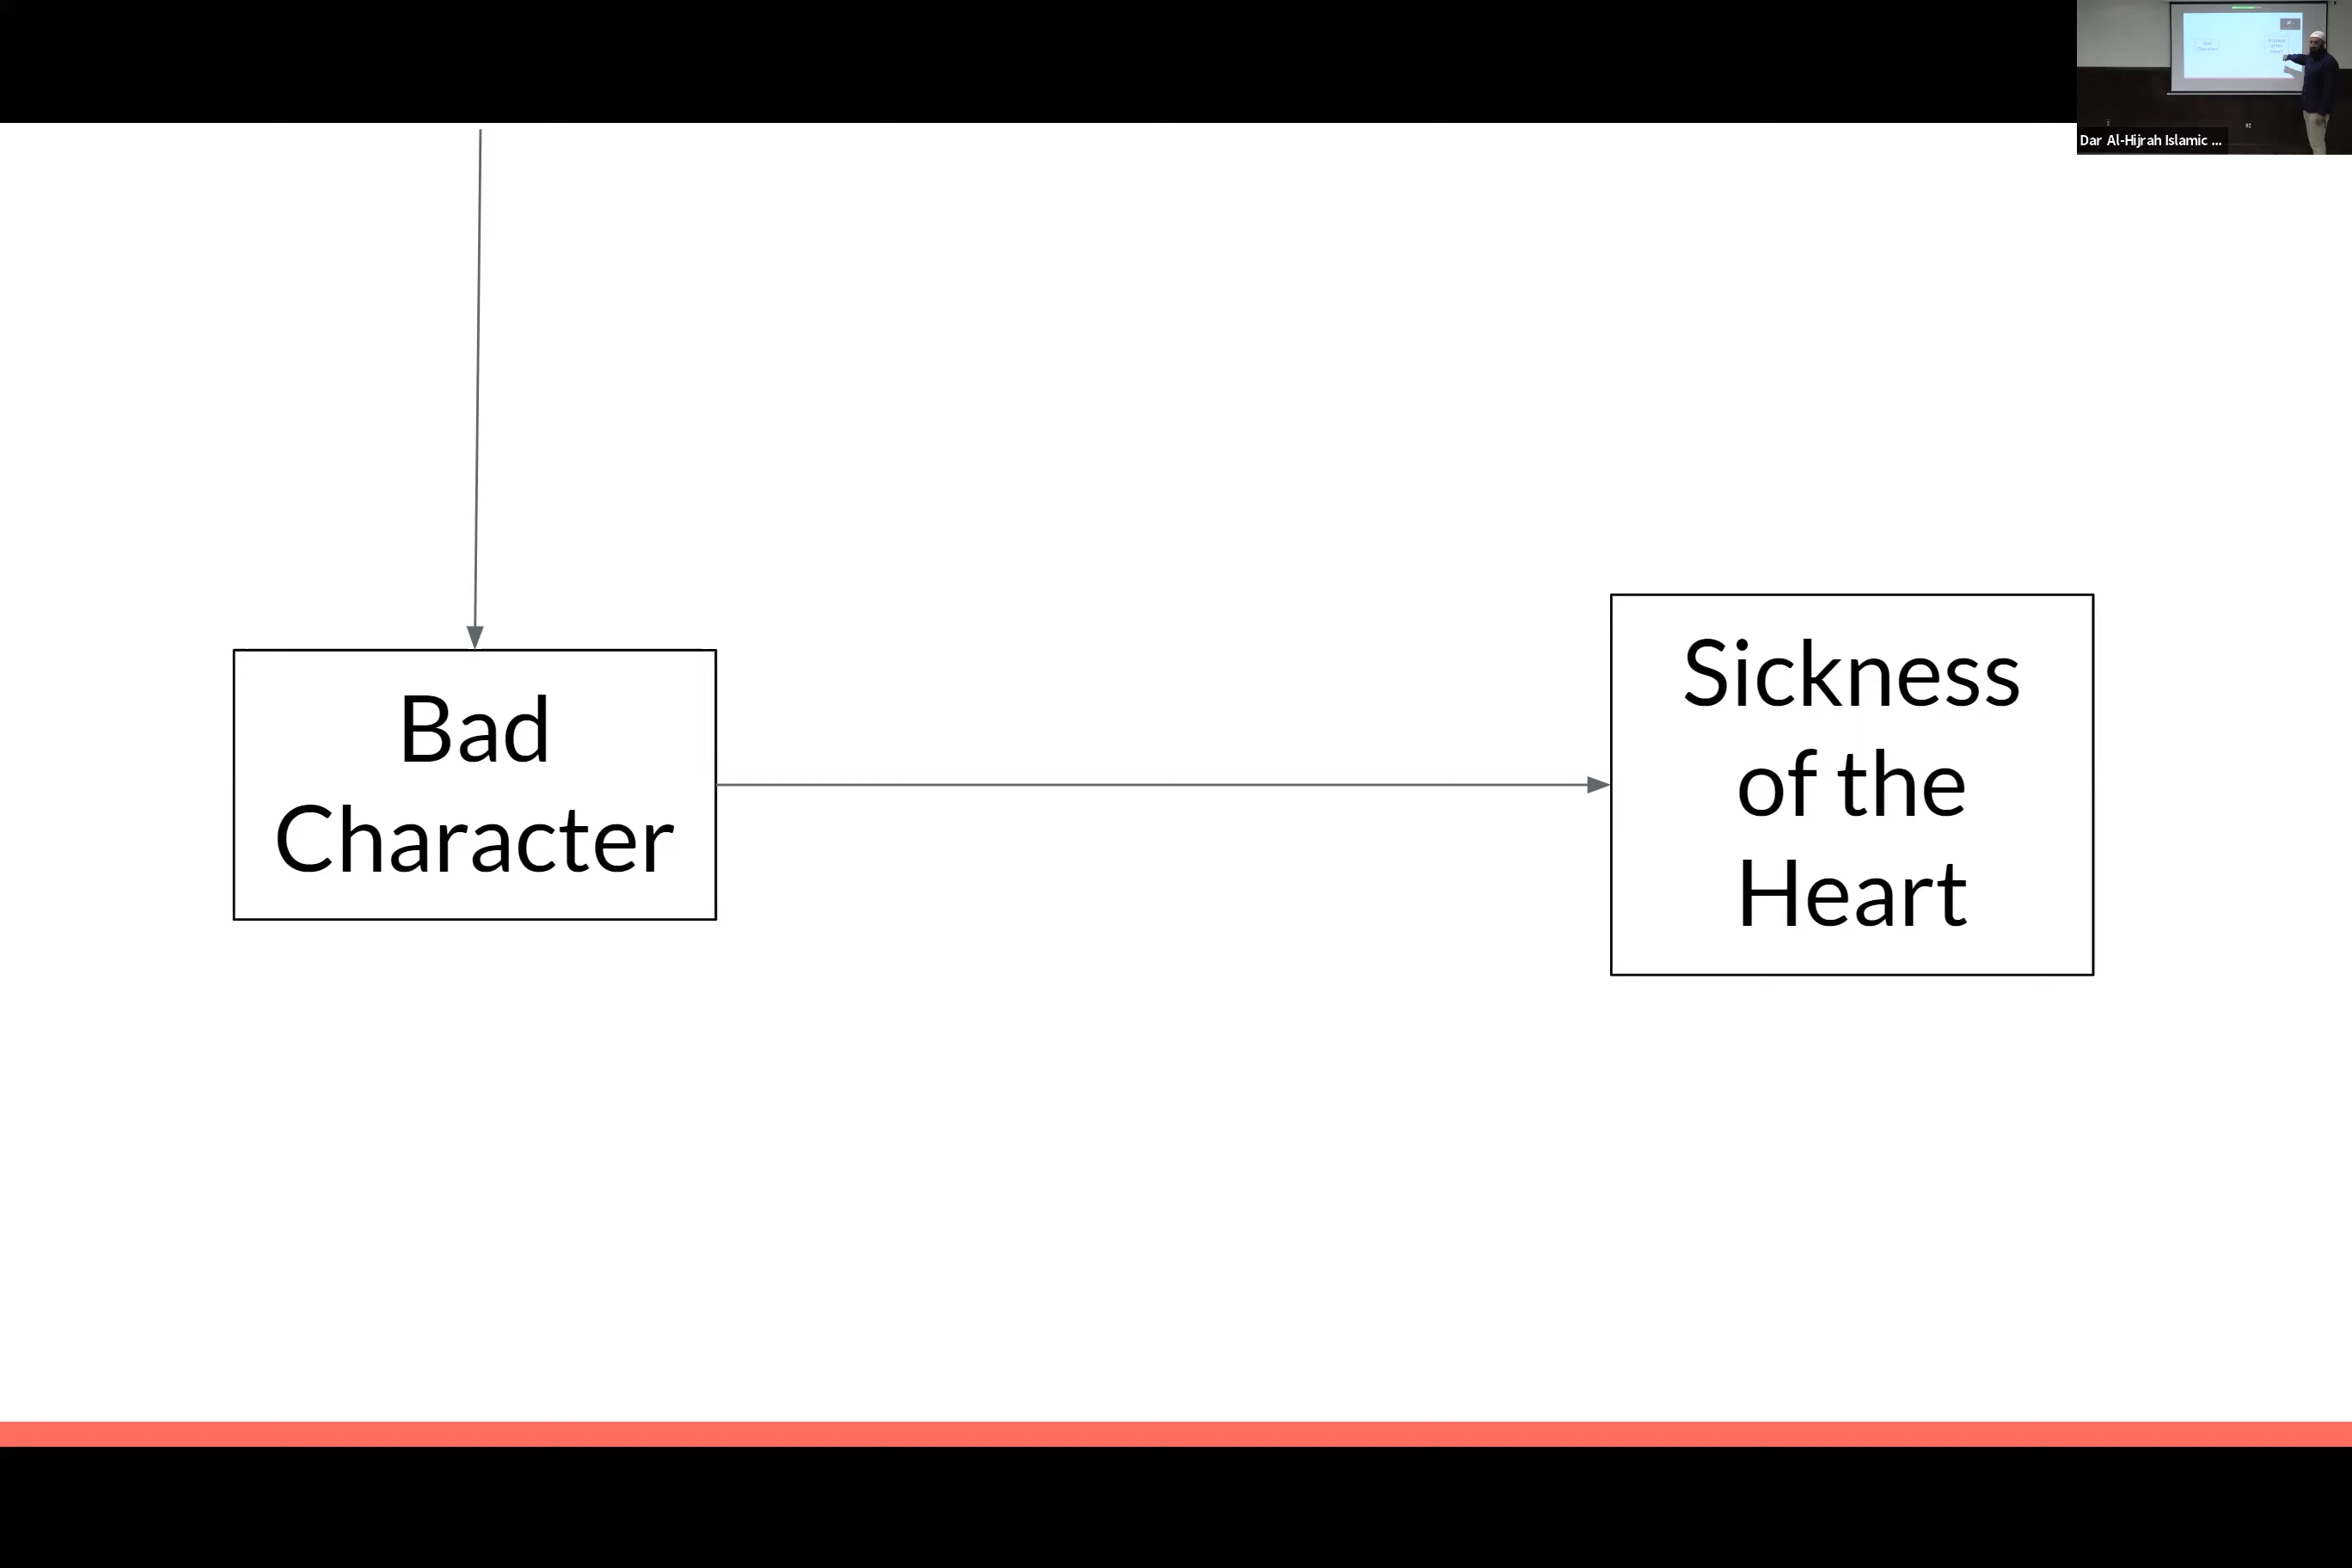 Dar Al-Hijrah Islamic ...
Bad
Character
Sickness
of the
Heart